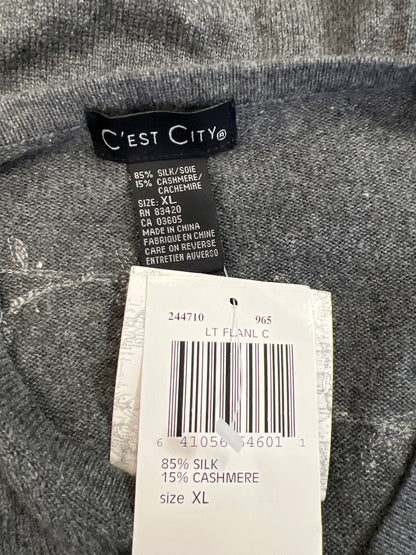 C'EST CITY®
85% SILK/SOIE
15% CASHMERE/
CACHEMIRE
SIZE: XL
RN 83420
CA 03605
MADE IN CHINA
FABRIQUE EN CHINE
CARE ON REVERSE
ENTRETIEN AUVERSO
244710 965
LT FLANL C
6 41056 54601 1
85% SILK
15% CASHMERE
size XL